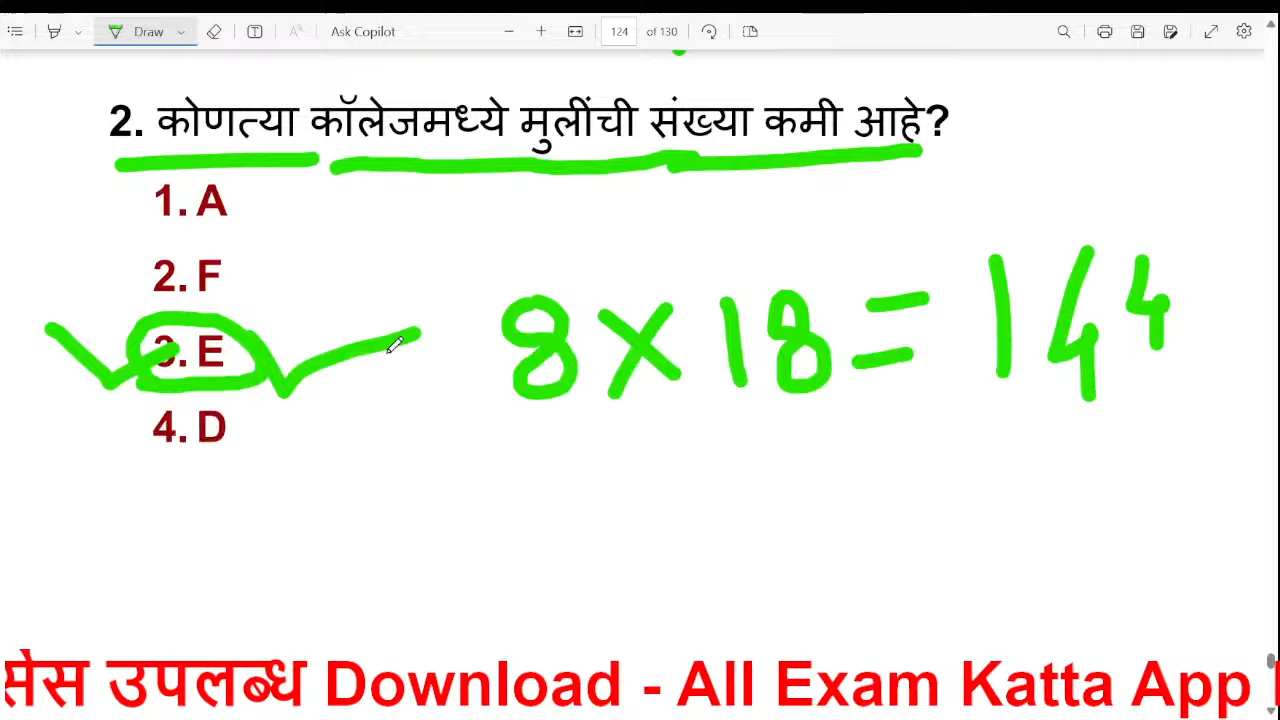 Draw
Ask Copilot
124 of 130
2. कोणत्या कॉलेजमध्ये मुलींची संख्या कमी आहे?
1. A
2. F
3. E
4. D
8 × 18 = 144
सेस उपलब्ध Download - All Exam Katta App